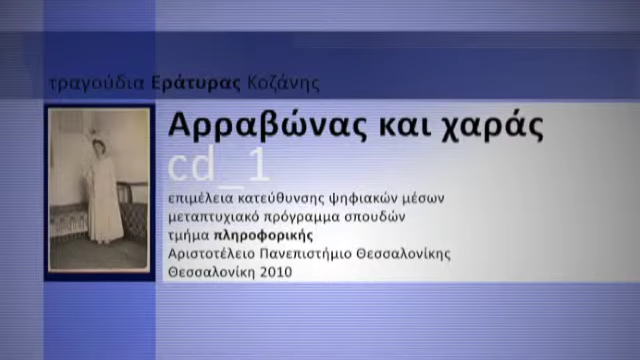 τραγούδια Εράτυρας Κοζάνης
Αρραβώνας και χαράς
cd_1
επιμέλεια κατεύθυνσης ψηφιακών μέσων
μεταπτυχιακό πρόγραμμα σπουδών
τμήμα πληροφορικής
Αριστοτέλειο Πανεπιστήμιο Θεσσαλονίκης
Θεσσαλονίκη 2010